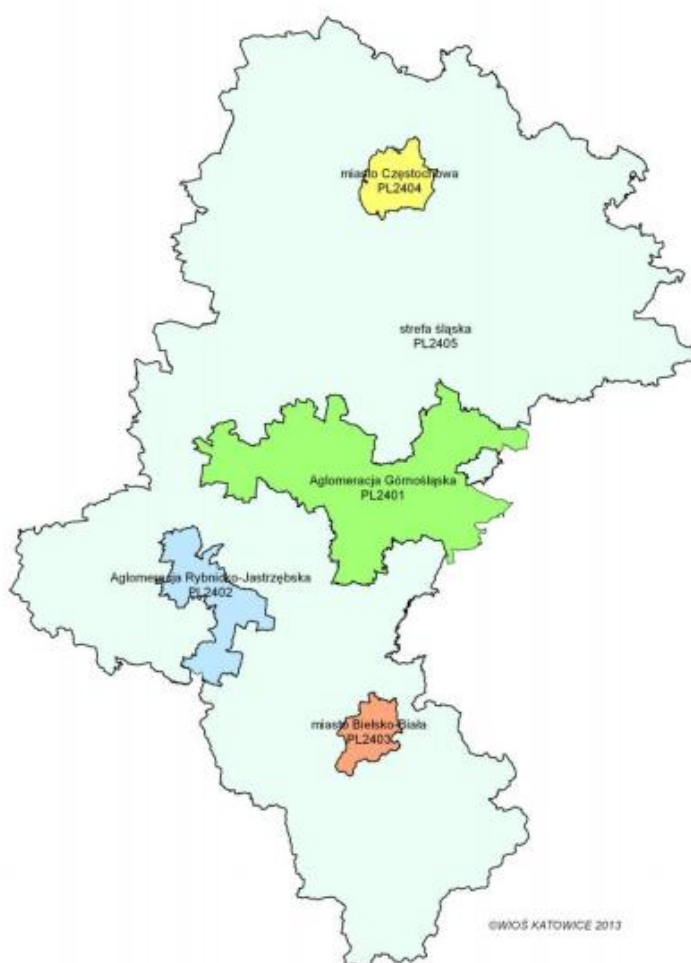 miasto Częstochowa
PL2404
strefa śląska
PL2405
Aglomeracja Górnośląska
PL2401
Aglomeracja Rybnicko-Jastrzębska
PL2402
miasto Bielsko-Biała
PL2403
©WIOŚ KATOWICE 2013